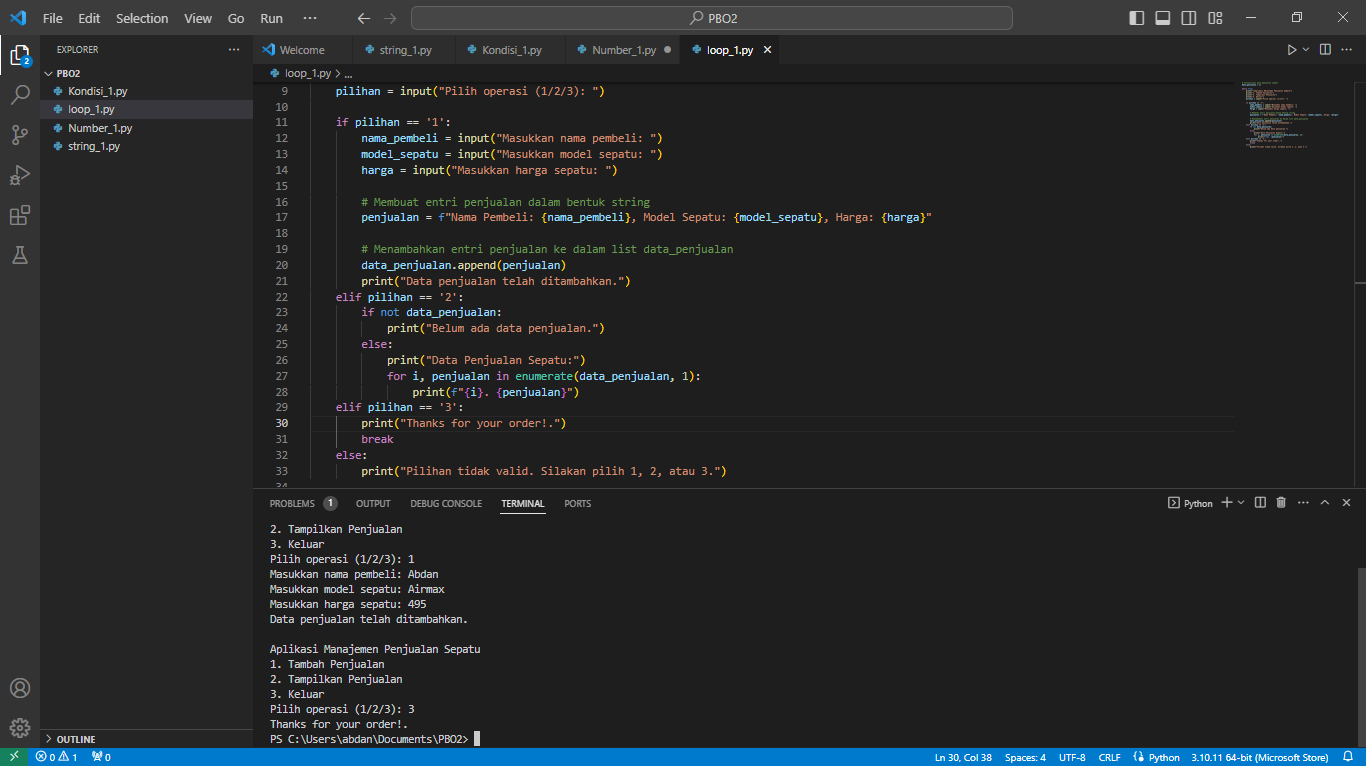 File Edit Selection View Go Run ··· PBO2
EXPLORER ···
Welcome string_1.py Kondisi_1.py Number_1.py loop_1.py
PBO2
Kondisi_1.py
loop_1.py
Number_1.py
string_1.py
OUTLINE
loop_1.py > ...
9 pilihan = input("Pilih operasi (1/2/3): ")
10
11 if pilihan == '1':
12 nama_pembeli = input("Masukkan nama pembeli: ")
13 model_sepatu = input("Masukkan model sepatu: ")
14 harga = input("Masukkan harga sepatu: ")
15
16 # Membuat entri penjualan dalam bentuk string
17 penjualan = f"Nama Pembeli: {nama_pembeli}, Model Sepatu: {model_sepatu}, Harga: {harga}"
18
19 # Menambahkan entri penjualan ke dalam list data_penjualan
20 data_penjualan.append(penjualan)
21 print("Data penjualan telah ditambahkan.")
22 elif pilihan == '2':
23 if not data_penjualan:
24 print("Belum ada data penjualan.")
25 else:
26 print("Data Penjualan Sepatu:")
27 for i, penjualan in enumerate(data_penjualan, 1):
28 print(f"{i}. {penjualan}")
29 elif pilihan == '3':
30 print("Thanks for your order!.")
31 break
32 else:
33 print("Pilihan tidak valid. Silakan pilih 1, 2, atau 3.")
34
PROBLEMS 1 OUTPUT DEBUG CONSOLE TERMINAL PORTS Python
2. Tampilkan Penjualan
3. Keluar
Pilih operasi (1/2/3): 1
Masukkan nama pembeli: Abdan
Masukkan model sepatu: Airmax
Masukkan harga sepatu: 495
Data penjualan telah ditambahkan.
Aplikasi Manajemen Penjualan Sepatu
1. Tambah Penjualan
2. Tampilkan Penjualan
3. Keluar
Pilih operasi (1/2/3): 3
Thanks for your order!.
PS C:\Users\abdan\Documents\PBO2>
0 1 0 Ln 30, Col 38 Spaces: 4 UTF-8 CRLF Python 3.10.11 64-bit (Microsoft Store)